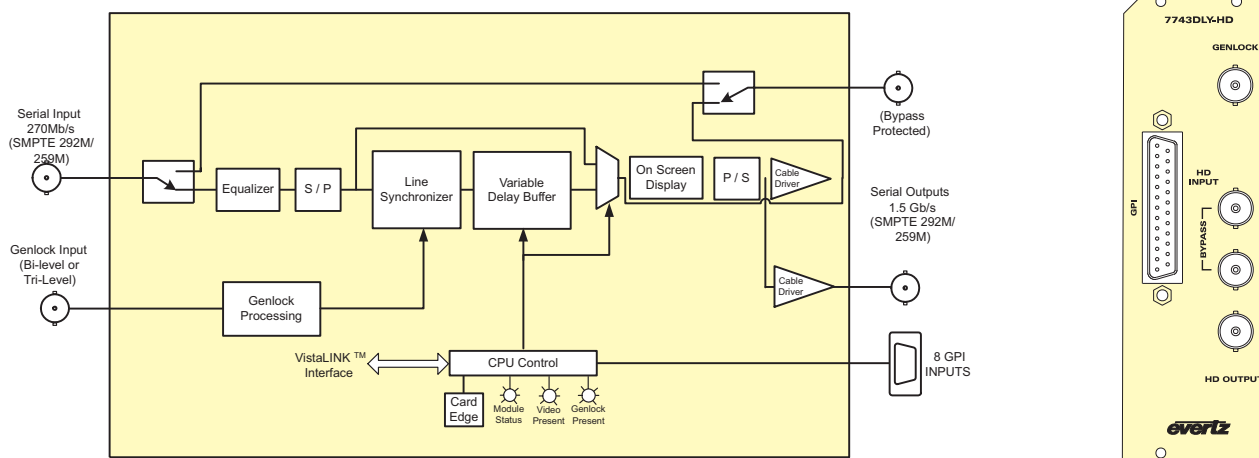 Serial Input
270Mb/s
(SMPTE 292M/
259M)
Genlock Input
(Bi-level or
Tri-Level)
Equalizer
S / P
Line
Synchronizer
Variable
Delay Buffer
On Screen
Display
P / S
Cable
Driver
(Bypass
Protected)
Serial Outputs
1.5 Gb/s
(SMPTE 292M/
259M)
Cable
Driver
Genlock
Processing
VistaLINK ™
Interface
CPU Control
Card
Edge
Module
Status
Video
Present
Genlock
Present
8 GPI
INPUTS
7743DLY-HD
GENLOCK
GPI
HD
INPUT
BYPASS
HD OUTPUT
evertz